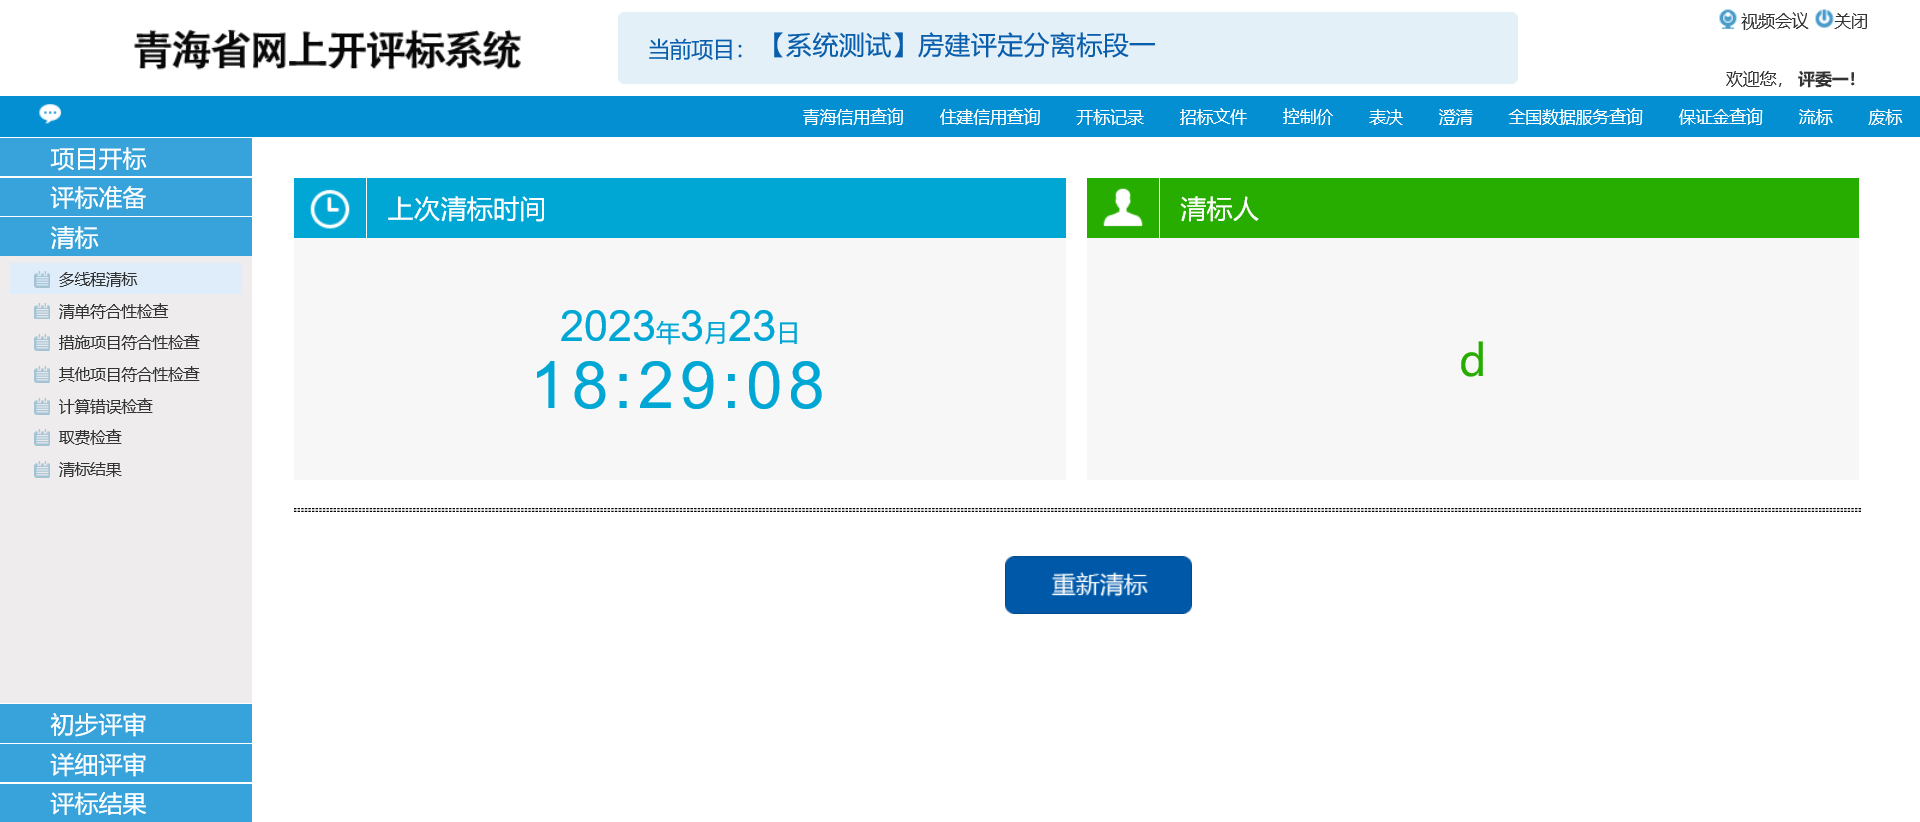 青海省网上开评标系统
当前项目：【系统测试】房建评定分离标段一
视频会议 关闭
欢迎您，评委一！
青海信用查询 住建信用查询 开标记录 招标文件 控制价 表决 澄清 全国数据服务查询 保证金查询 流标 废标
项目开标
评标准备
清标
多线程清标
清单符合性检查
措施项目符合性检查
其他项目符合性检查
计算错误检查
取费检查
清标结果
初步评审
详细评审
评标结果
上次清标时间
2023年3月23日
18:29:08
清标人
d
重新清标